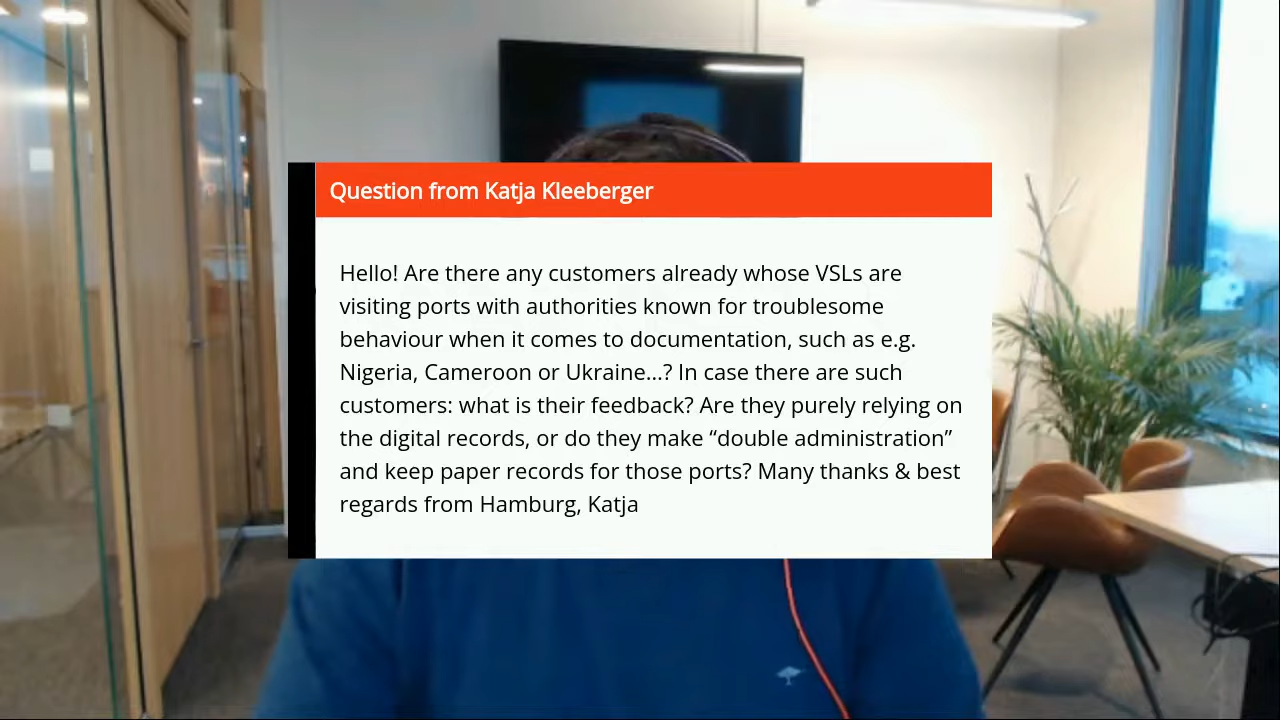 Question from Katja Kleeberger
Hello! Are there any customers already whose VSLs are
visiting ports with authorities known for troublesome
behaviour when it comes to documentation, such as e.g.
Nigeria, Cameroon or Ukraine...? In case there are such
customers: what is their feedback? Are they purely relying on
the digital records, or do they make “double administration”
and keep paper records for those ports? Many thanks & best
regards from Hamburg, Katja